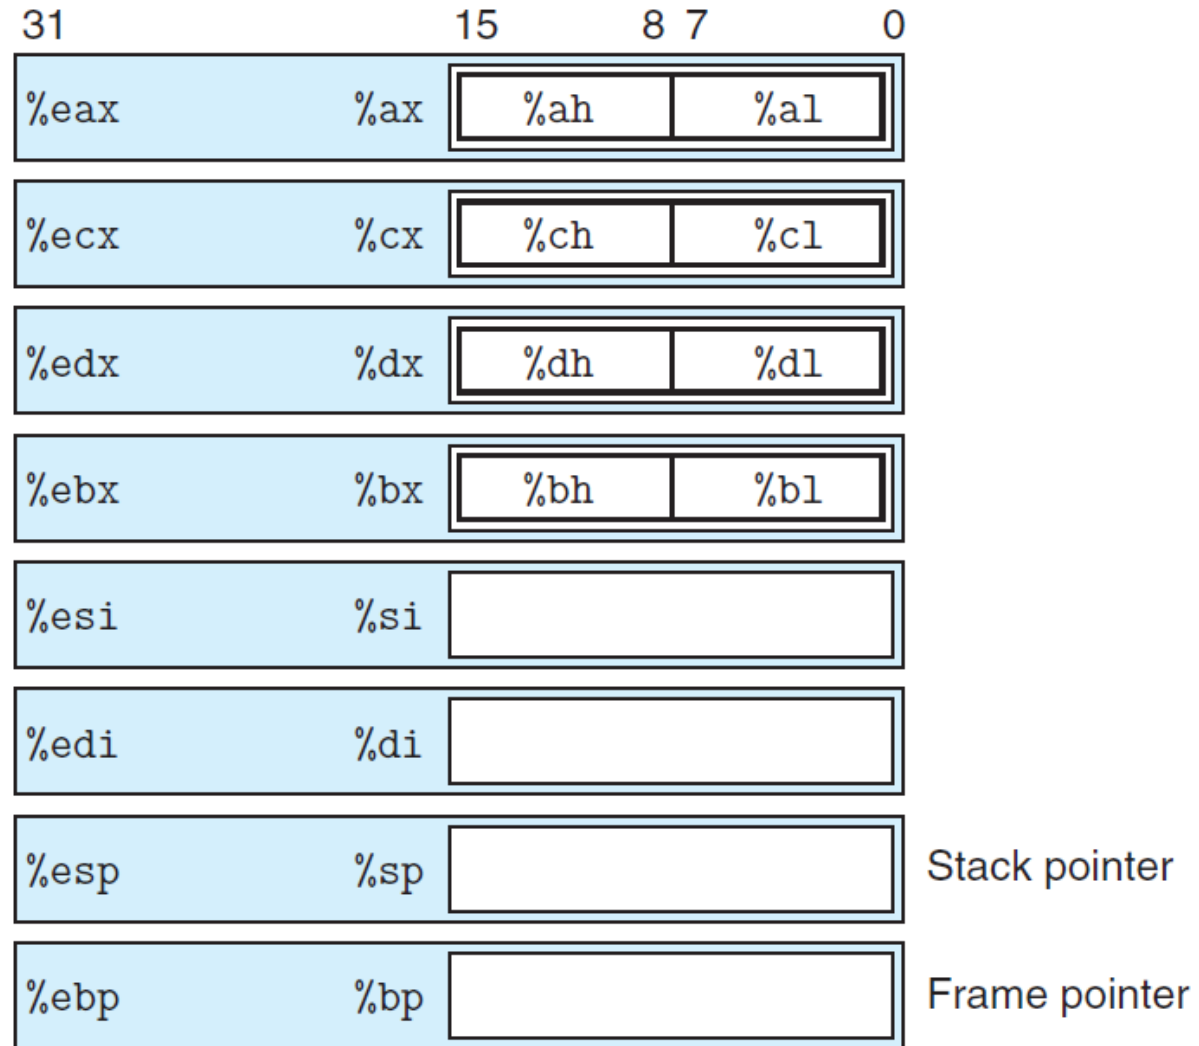 31 15 8 7 0
%eax %ax %ah %al
%ecx %cx %ch %cl
%edx %dx %dh %dl
%ebx %bx %bh %bl
%esi %si
%edi %di
%esp %sp Stack pointer
%ebp %bp Frame pointer